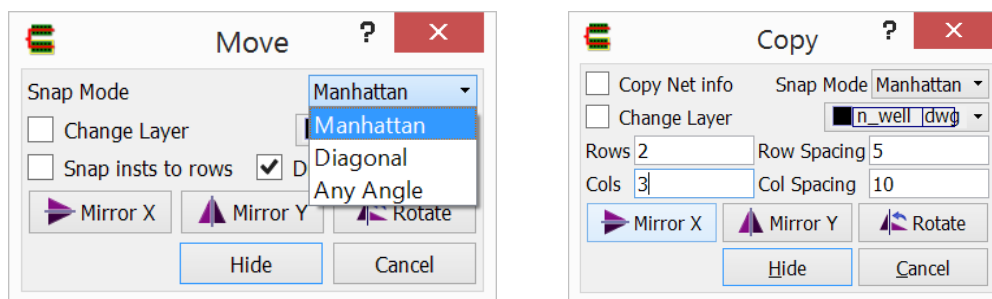 Move ? ×
Snap Mode Manhattan
Change Layer
Manhattan
Diagonal
Any Angle
Snap insts to rows D
Mirror X Mirror Y Rotate
Hide Cancel
Copy ? ×
Copy Net info Snap Mode Manhattan
Change Layer n_well dwg
Rows 2 Row Spacing 5
Cols 3 Col Spacing 10
Mirror X Mirror Y Rotate
Hide Cancel